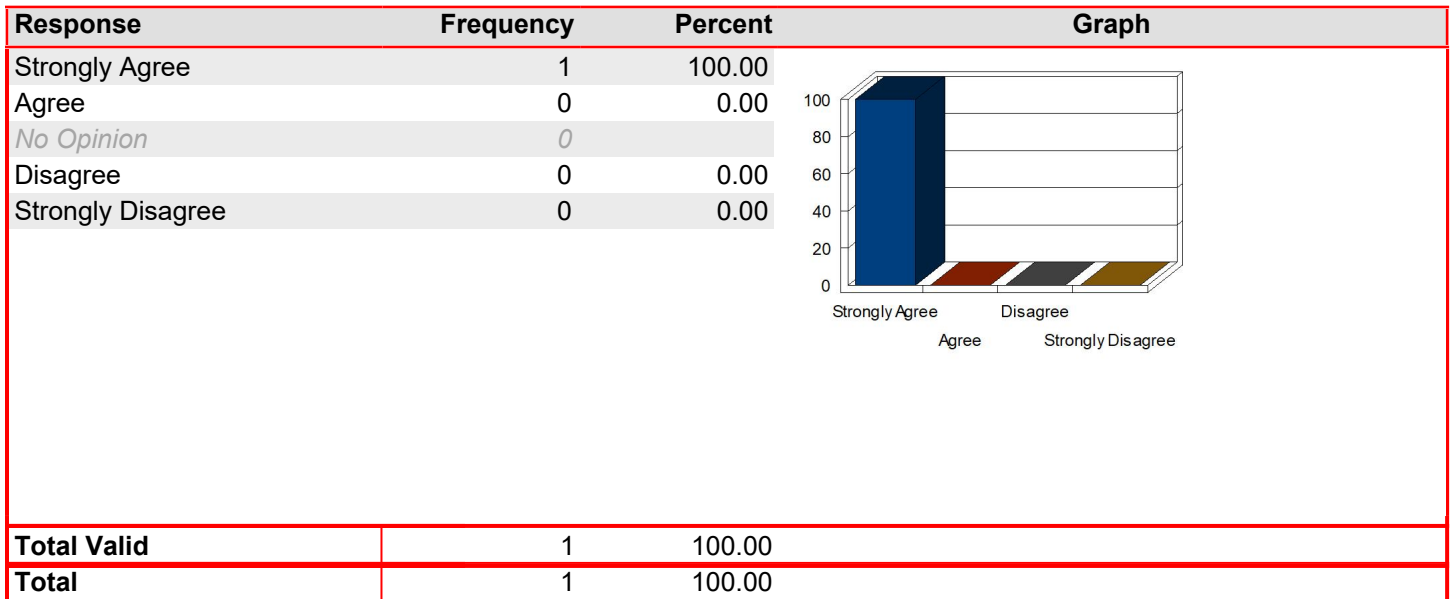 Response Frequency Percent Graph
Strongly Agree 1 100.00
Agree 0 0.00
No Opinion 0
Disagree 0 0.00
Strongly Disagree 0 0.00
100
80
60
40
20
0
Strongly Agree Disagree
Agree Strongly Disagree
Total Valid 1 100.00
Total 1 100.00